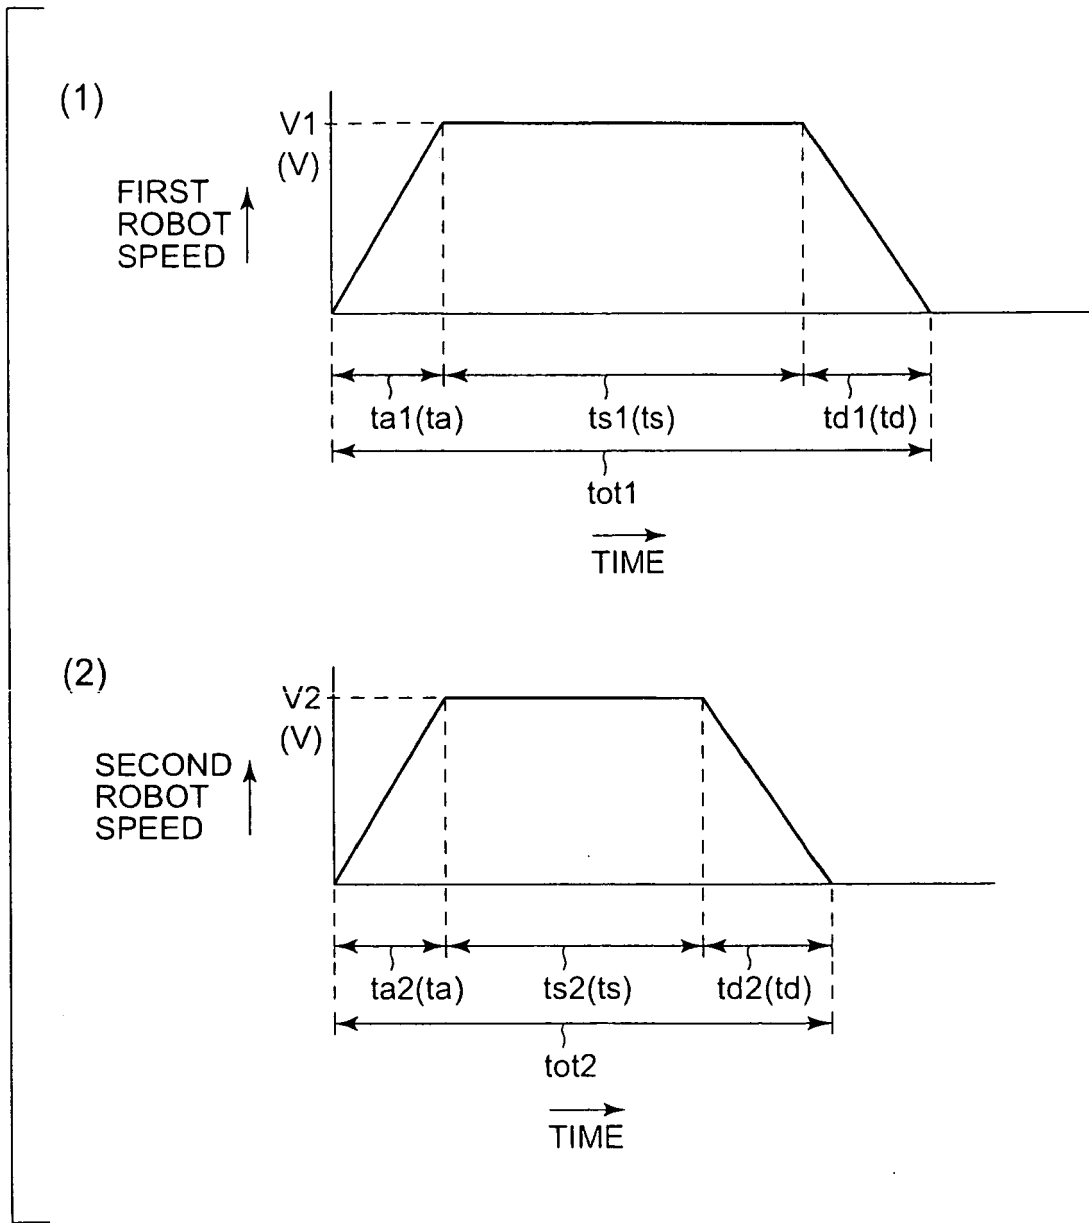 (1)
V1
(V)
FIRST
ROBOT
SPEED
ta1(ta)
ts1(ts)
td1(td)
tot1
TIME
(2)
V2
(V)
SECOND
ROBOT
SPEED
ta2(ta)
ts2(ts)
td2(td)
tot2
TIME